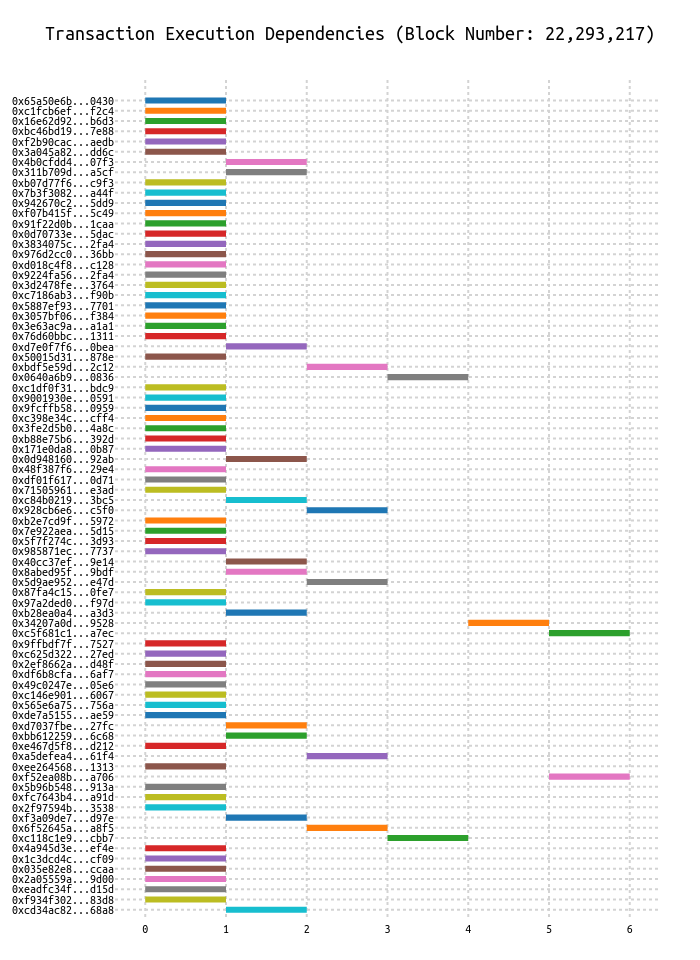 Transaction Execution Dependencies (Block Number: 22,293,217)
0x65a50e6b...0430
0xc1fcb6ef...f2c4
0x16e62d92...b6d3
0xbc46bd19...7e88
0xf2b90cac...aedb
0x3a045a82...dd6c
0x4b0cfdd4...07f3
0x311b709d...a5cf
0xb07d77f6...c9f3
0x7b3f3082...a44f
0x942670c2...5dd9
0xf07b415f...5c49
0x91f22d0b...1caa
0x0d70733e...5dac
0x3834075c...2fa4
0x976d2cc0...36bb
0xd018c4f8...c128
0x9224fa56...2fa4
0x3d2478fe...3764
0xc7186ab3...f90b
0x5887ef93...7701
0x3057bf06...f384
0x3e63ac9a...a1a1
0x76d60bbc...1311
0xd7e0f7f6...0bea
0x50015d31...878e
0xbdf5e59d...2c12
0x0640a6b9...0836
0xc1df0f31...bdc9
0x9001930e...0591
0x9fcffb58...0959
0xc398e34c...cff4
0x3fe2d5b0...4a8c
0xb88e75b6...392d
0x171e0da8...0b87
0x0d948160...92ab
0x48f387f6...29e4
0xdf01f617...0d71
0x71505961...e3ad
0xc84b0219...3bc5
0x928cb6e6...c5f0
0xb2e7cd9f...5972
0x7e922aea...5d15
0x5f7f274c...3d93
0x985871ec...7737
0x40cc37ef...9e14
0x8abed95f...9bdf
0x5d9ae952...e47d
0x87fa4c15...0fe7
0x97a2ded0...f97d
0xb28ea0a4...a3d3
0x34207a0d...9528
0xc5f681c1...a7ec
0x9ffbdf7f...7527
0xc625d322...27ed
0x2ef8662a...d48f
0xdf6b8cfa...6af7
0x49c0247e...05e6
0xc146e901...6067
0x565e6a75...756a
0xde7a5155...ae59
0xd7037fbe...27fc
0xbb612259...6c68
0xe467d5f8...d212
0xa5defea4...61f4
0xee264568...1313
0xf52ea08b...a706
0x5b96b548...913a
0xfc7643b4...a91d
0x2f97594b...3538
0xf3a09de7...d97e
0x6f52645a...a8f5
0xc118c1e9...cbb7
0x4a945d3e...ef4e
0x1c3dcd4c...cf09
0x035e82e8...ccaa
0x2a05559a...9d00
0xeadfc34f...d15d
0xf934f302...83d8
0xcd34ac82...68a8
0 1 2 3 4 5 6